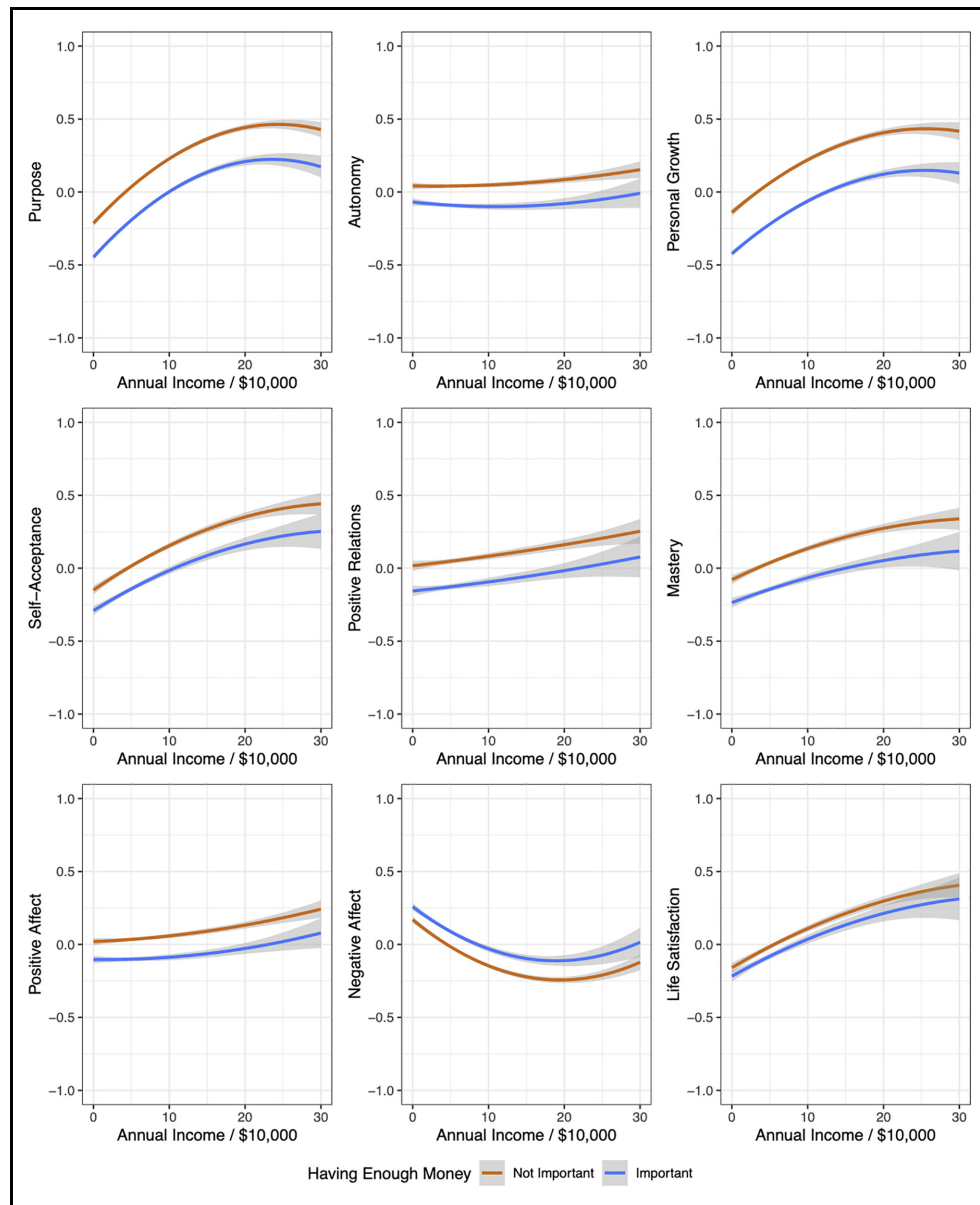 1.0
0.5
0.0
−0.5
−1.0
Purpose
0 10 20 30
Annual Income / $10,000
1.0
0.5
0.0
−0.5
−1.0
Autonomy
0 10 20 30
Annual Income / $10,000
1.0
0.5
0.0
−0.5
−1.0
Personal Growth
0 10 20 30
Annual Income / $10,000
1.0
0.5
0.0
−0.5
−1.0
Self−Acceptance
0 10 20 30
Annual Income / $10,000
1.0
0.5
0.0
−0.5
−1.0
Positive Relations
0 10 20 30
Annual Income / $10,000
1.0
0.5
0.0
−0.5
−1.0
Mastery
0 10 20 30
Annual Income / $10,000
1.0
0.5
0.0
−0.5
−1.0
Positive Affect
0 10 20 30
Annual Income / $10,000
1.0
0.5
0.0
−0.5
−1.0
Negative Affect
0 10 20 30
Annual Income / $10,000
1.0
0.5
0.0
−0.5
−1.0
Life Satisfaction
0 10 20 30
Annual Income / $10,000
Having Enough Money Not Important Important